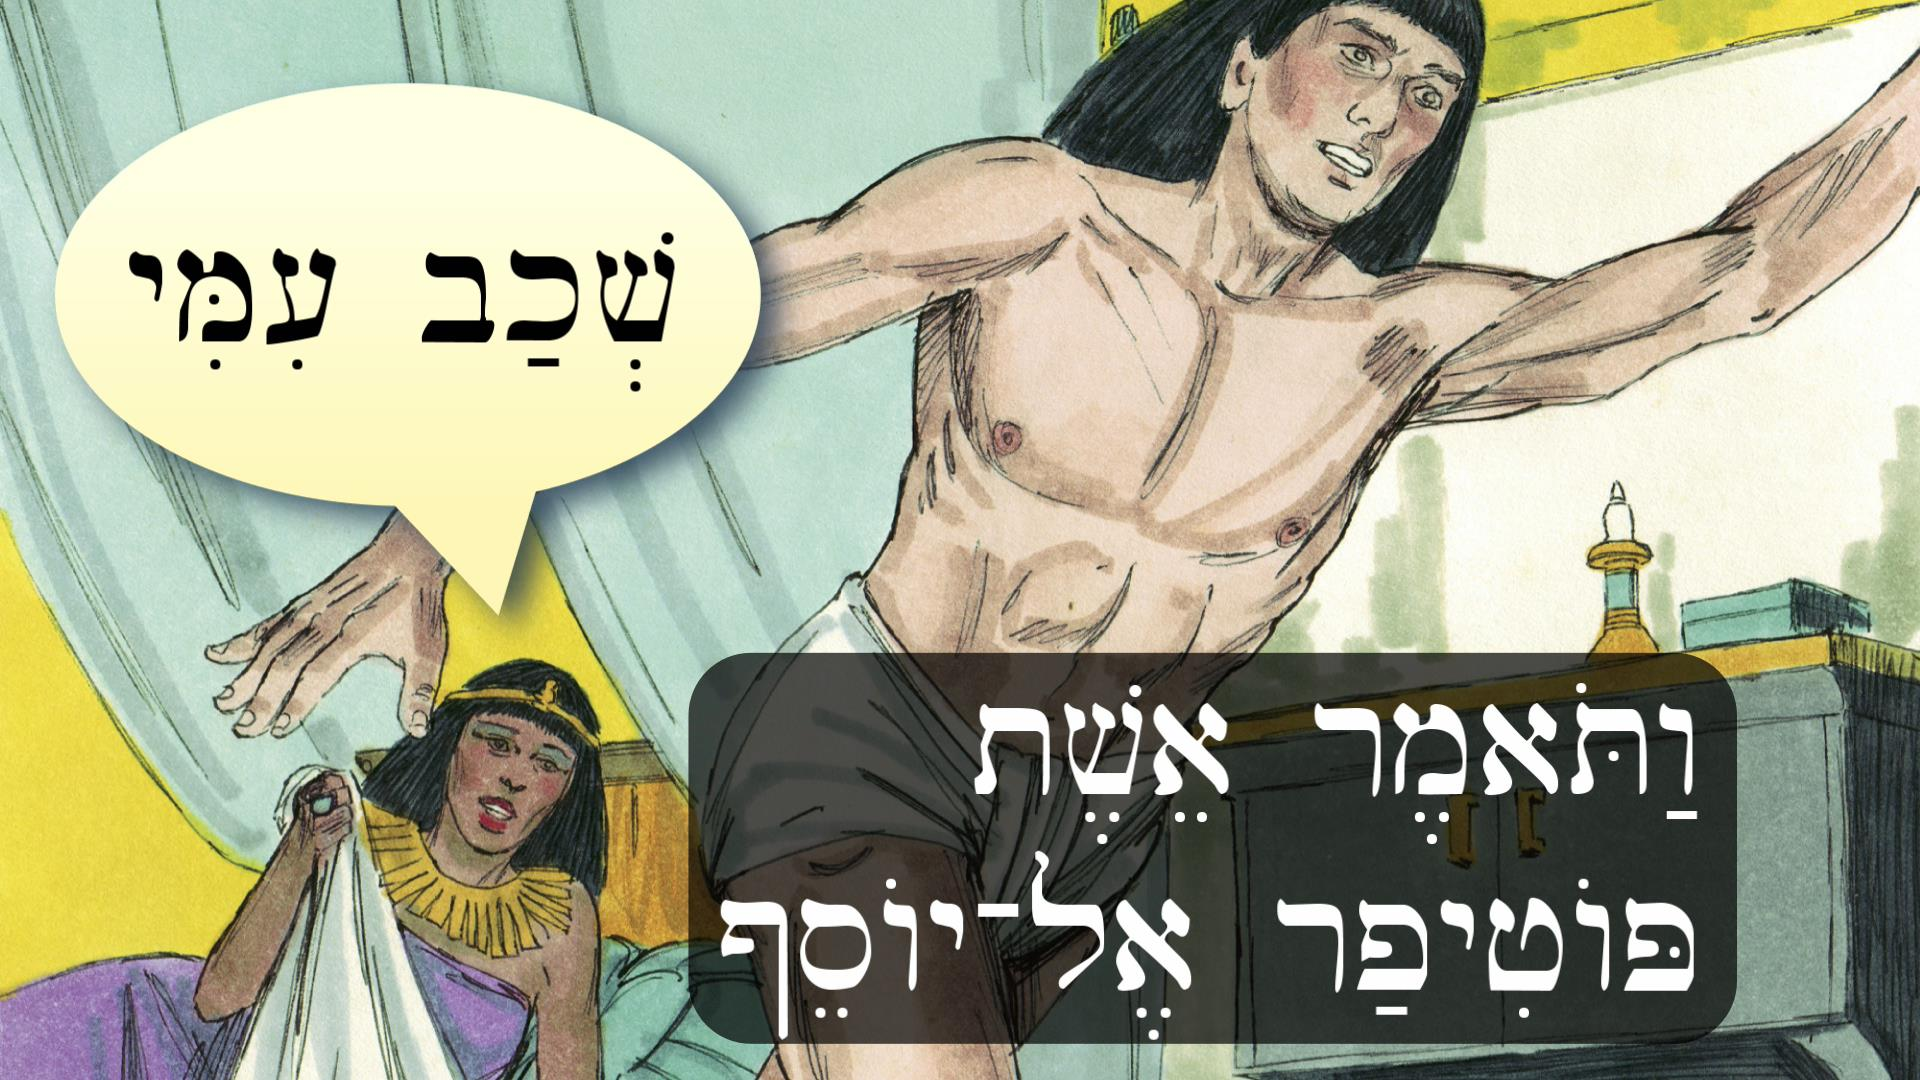 שְׁכַב עִמִּי
וַתֹּאמֶר אֵשֶׁת
פּוֹטִיפַר אֶל־יוֹסֵף